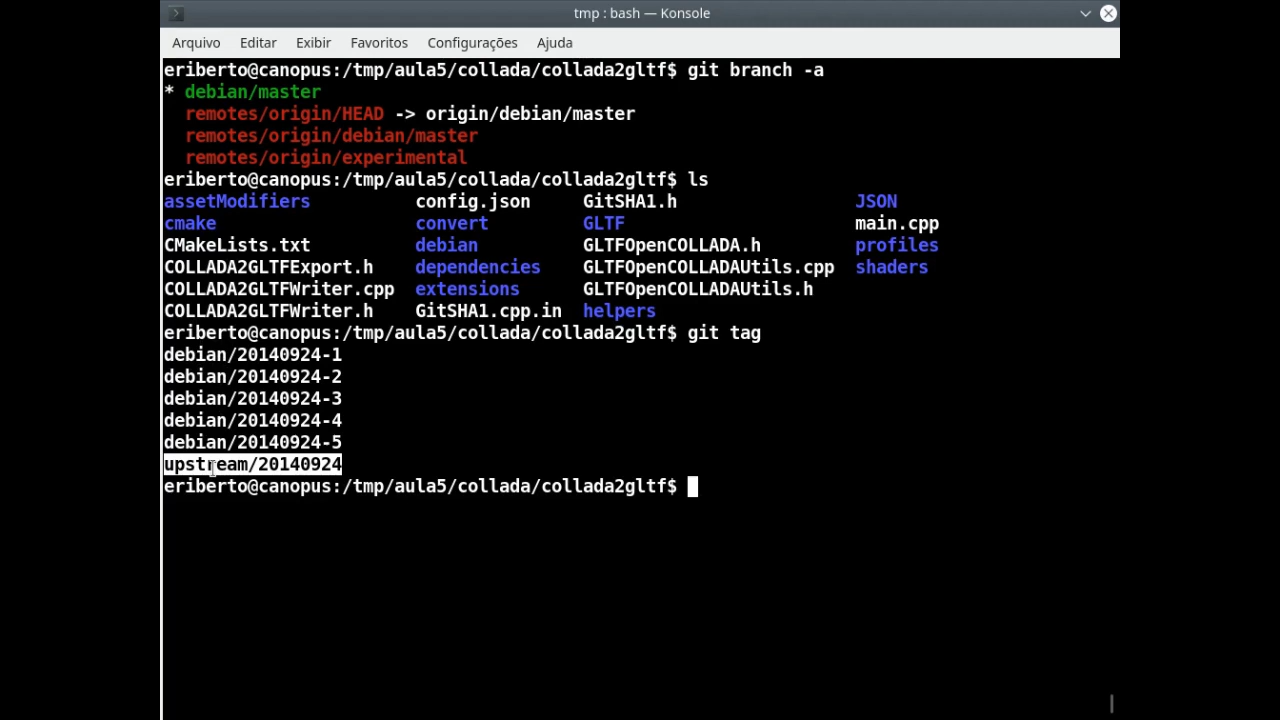 tmp : bash — Konsole
Arquivo Editar Exibir Favoritos Configurações Ajuda
eriberto@canopus:/tmp/aula5/collada/collada2gltf$ git branch -a
* debian/master
remotes/origin/HEAD -> origin/debian/master
remotes/origin/debian/master
remotes/origin/experimental
eriberto@canopus:/tmp/aula5/collada/collada2gltf$ ls
assetModifiers config.json GitSHA1.h JSON
cmake convert GLTF main.cpp
CMakeLists.txt debian GLTFOpenCOLLADA.h profiles
COLLADA2GLTFExport.h dependencies GLTFOpenCOLLADAUtils.cpp shaders
COLLADA2GLTFWriter.cpp extensions GLTFOpenCOLLADAUtils.h
COLLADA2GLTFWriter.h GitSHA1.cpp.in helpers
eriberto@canopus:/tmp/aula5/collada/collada2gltf$ git tag
debian/20140924-1
debian/20140924-2
debian/20140924-3
debian/20140924-4
debian/20140924-5
upstream/20140924
eriberto@canopus:/tmp/aula5/collada/collada2gltf$